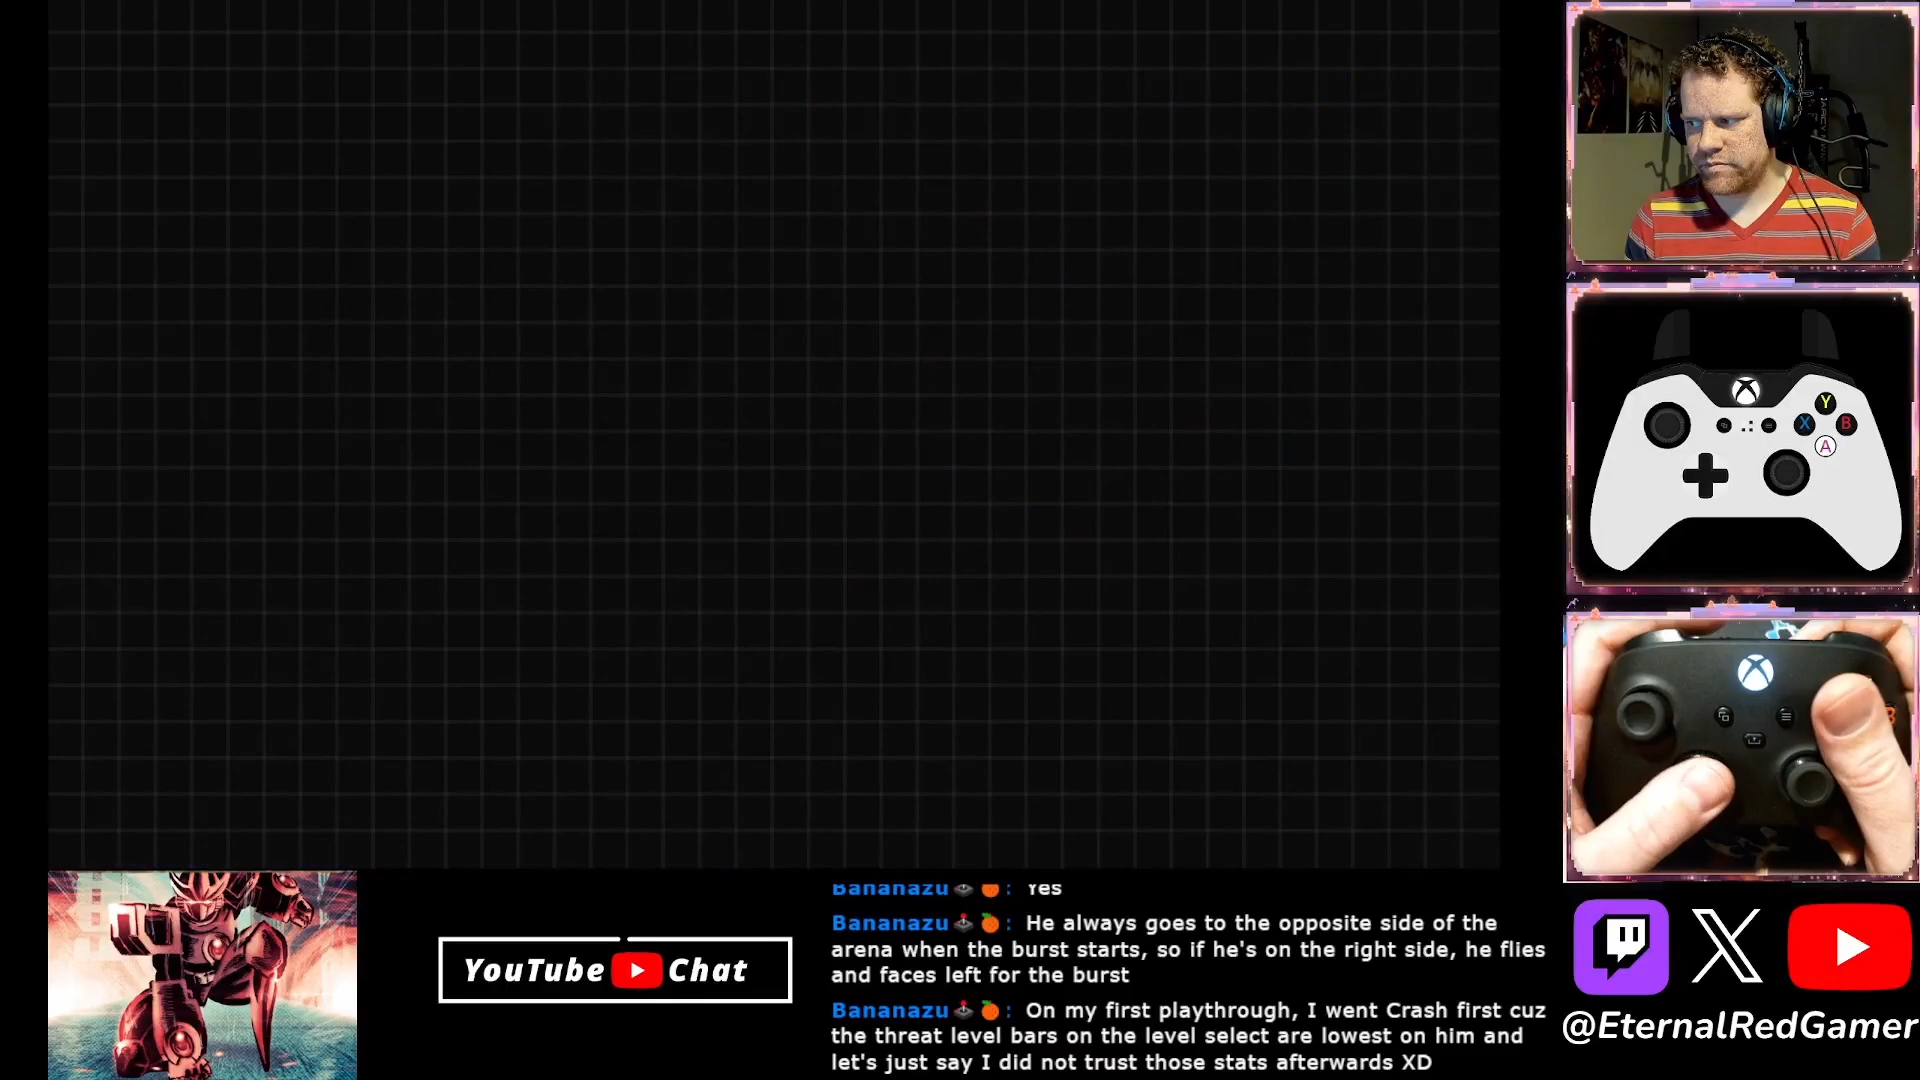 Y
X
B
A
Bananazu: Yes
Bananazu: He always goes to the opposite side of the
arena when the burst starts, so if he's on the right side, he flies
and faces left for the burst
Bananazu: On my first playthrough, I went Crash first cuz
the threat level bars on the level select are lowest on him and
let's just say I did not trust those stats afterwards XD
YouTube Chat
@EternalRedGamer